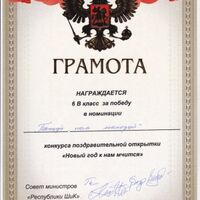 ГРАМОТА
НАГРАЖДАЕТСЯ
6 В класс за победу
в номинации
конкурса поздравительной открытки
«Новый год к нам мчится»
Совет министров
«Республики ШиК»